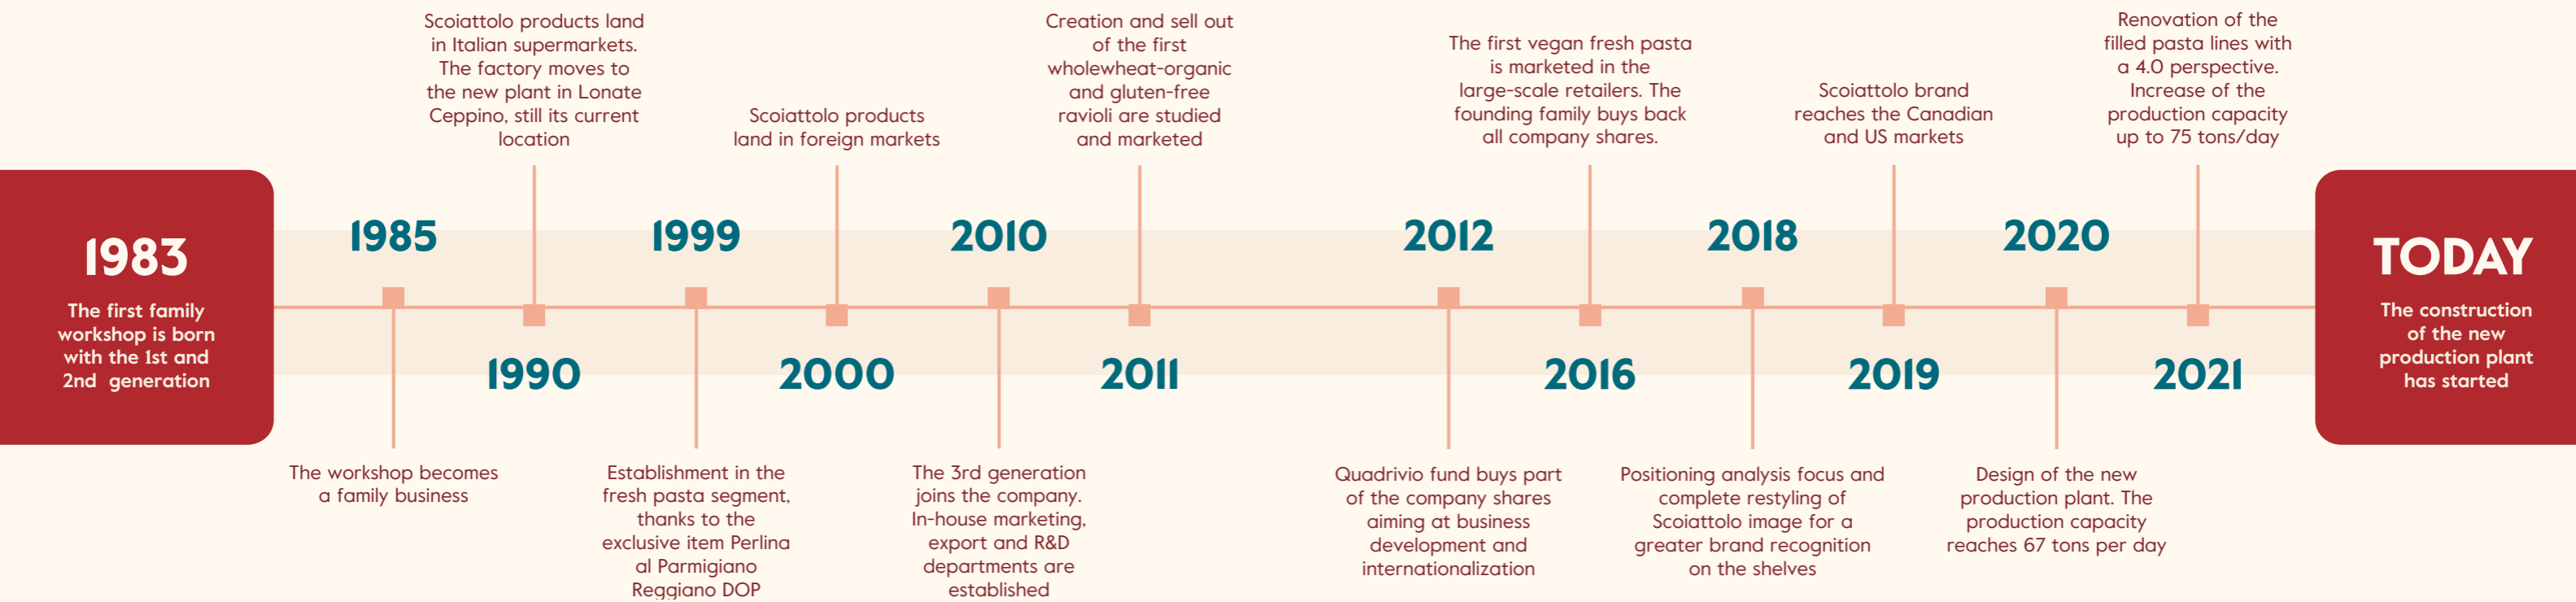 1983
The first family
workshop is born
with the 1st and
2nd generation
1985
The workshop becomes
a family business
Scoiattolo products land
in Italian supermarkets.
The factory moves to
the new plant in Lonate
Ceppino, still its current
location
1990
1999
Establishment in the
fresh pasta segment,
thanks to the
exclusive item Perlina
al Parmigiano
Reggiano DOP
Scoiattolo products
land in foreign markets
2000
2010
The 3rd generation
joins the company.
In-house marketing,
export and R&D
departments are
established
Creation and sell out
of the first
wholewheat-organic
and gluten-free
ravioli are studied
and marketed
2011
2012
Quadrivio fund buys part
of the company shares
aiming at business
development and
internationalization
The first vegan fresh pasta
is marketed in the
large-scale retailers. The
founding family buys back
all company shares.
2016
2018
Positioning analysis focus and
complete restyling of
Scoiattolo image for a
greater brand recognition
on the shelves
Scoiattolo brand
reaches the Canadian
and US markets
2019
2020
Design of the new
production plant. The
production capacity
reaches 67 tons per day
Renovation of the
filled pasta lines with
a 4.0 perspective.
Increase of the
production capacity
up to 75 tons/day
2021
TODAY
The construction
of the new
production plant
has started